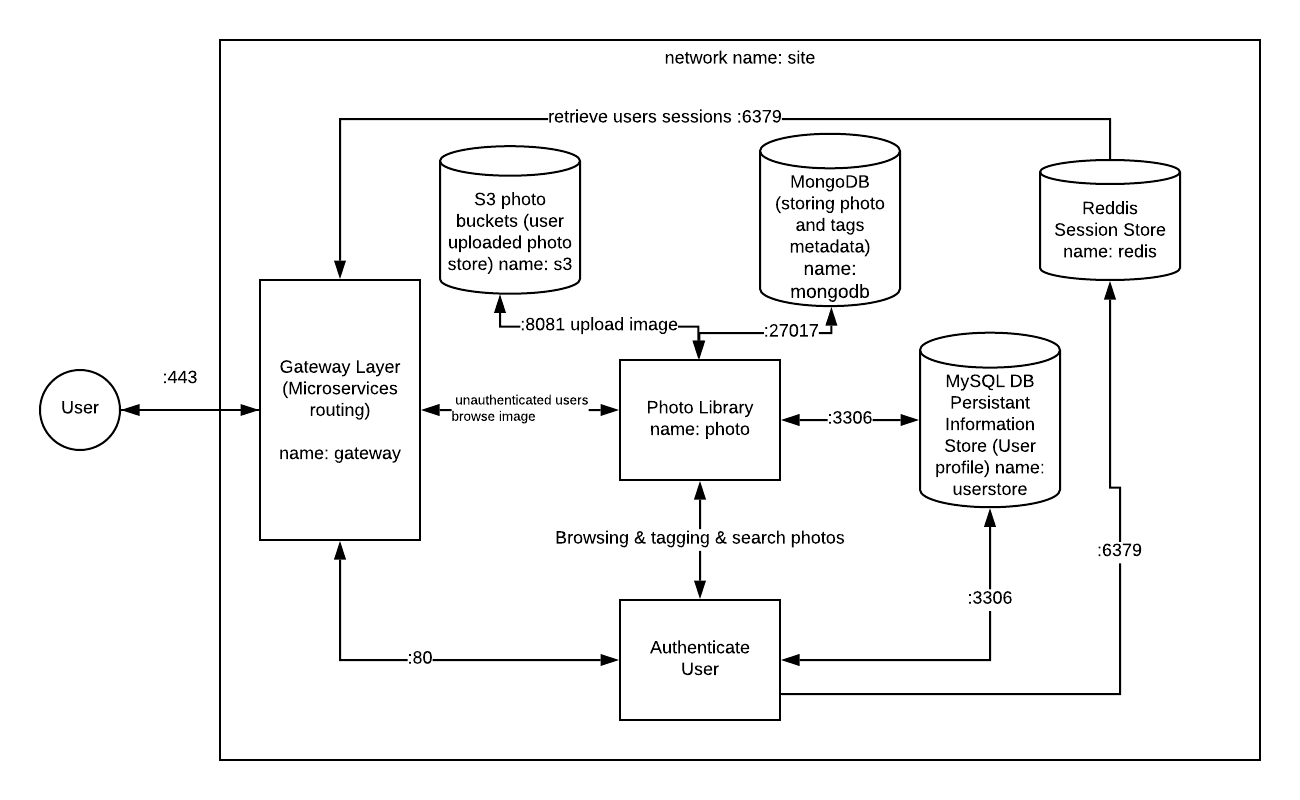 network name: site
retrieve users sessions :6379
S3 photo
buckets (user
uploaded photo
store) name: s3
MongoDB
(storing photo
and tags
metadata)
name:
mongodb
Reddis
Session Store
name: redis
:8081 upload image
:27017
:443
User
Gateway Layer
(Microservices
routing)
name: gateway
unauthenticated users
browse image
Photo Library
name: photo
:3306
MySQL DB
Persistant
Information
Store (User
profile) name:
userstore
Browsing & tagging & search photos
:6379
:3306
:80
Authenticate
User